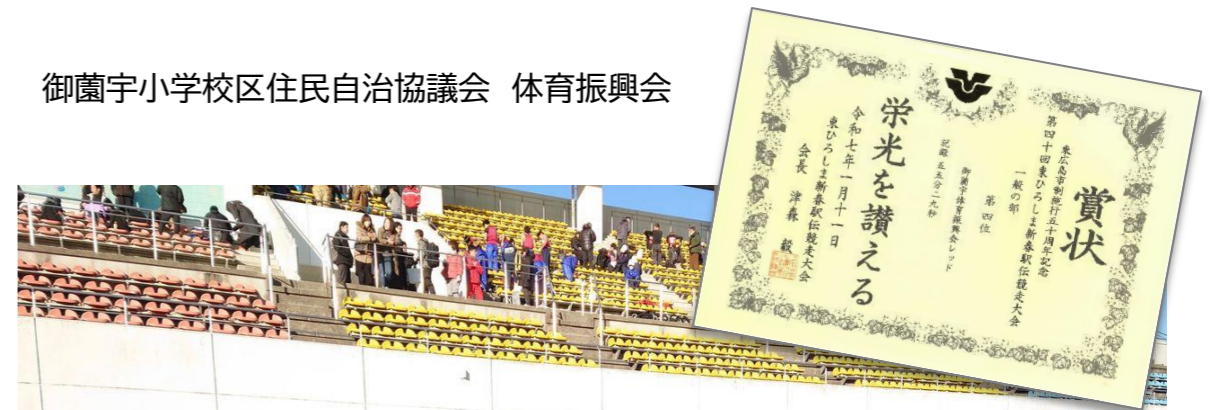 御薗宇小学校区住民自治協議会 体育振興会
賞状
東広島市制施行五十周年記念
第四十回東ひろしま新春駅伝競走大会
一般の部
第四位
御薗宇体育振興会レッド
記録 五五分二九秒
栄光を讃える
令和七年一月十一日
東ひろしま新春駅伝競走大会
会長 津森 毅